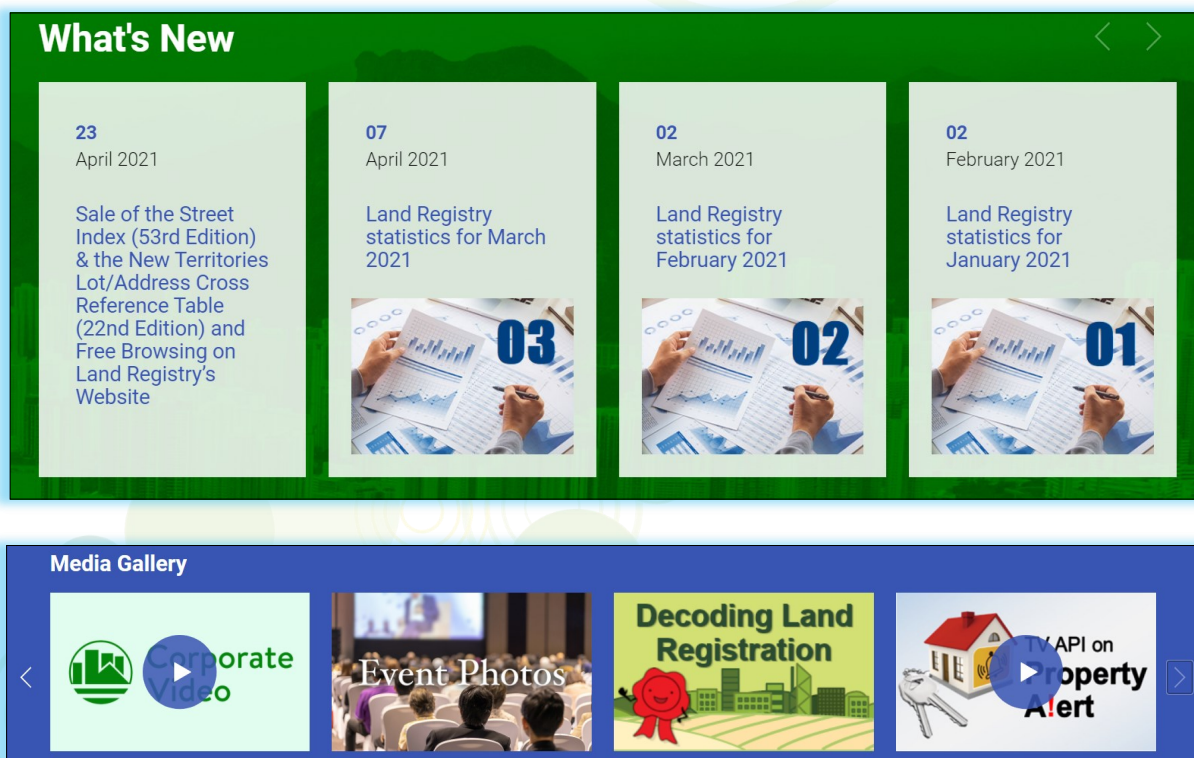 What's New
23
April 2021
Sale of the Street
Index (53rd Edition)
& the New Territories
Lot/Address Cross
Reference Table
(22nd Edition) and
Free Browsing on
Land Registry’s
Website
07
April 2021
Land Registry
statistics for March
2021
03
02
March 2021
Land Registry
statistics for
February 2021
02
02
February 2021
Land Registry
statistics for
January 2021
01
Media Gallery
Corporate
Video
Event Photos
Decoding Land
Registration
TV API on
Property
A!ert